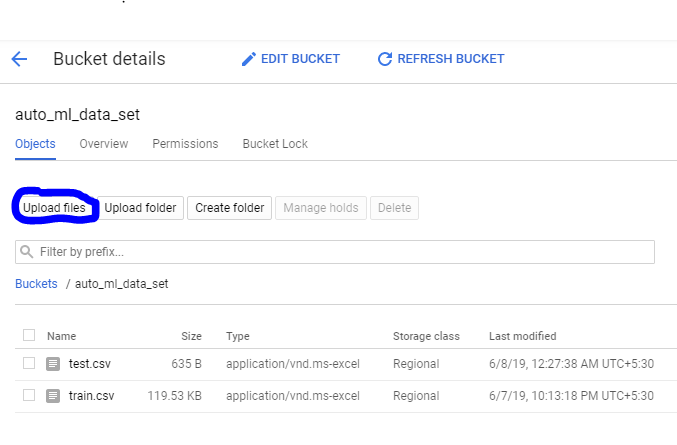 Bucket details EDIT BUCKET REFRESH BUCKET
auto_ml_data_set
Objects Overview Permissions Bucket Lock
Upload files Upload folder Create folder Manage holds Delete
Filter by prefix...
Buckets / auto_ml_data_set
Name Size Type Storage class Last modified
test.csv 635 B application/vnd.ms-excel Regional 6/8/19, 12:27:38 AM UTC+5:30
train.csv 119.53 KB application/vnd.ms-excel Regional 6/7/19, 10:13:18 PM UTC+5:30